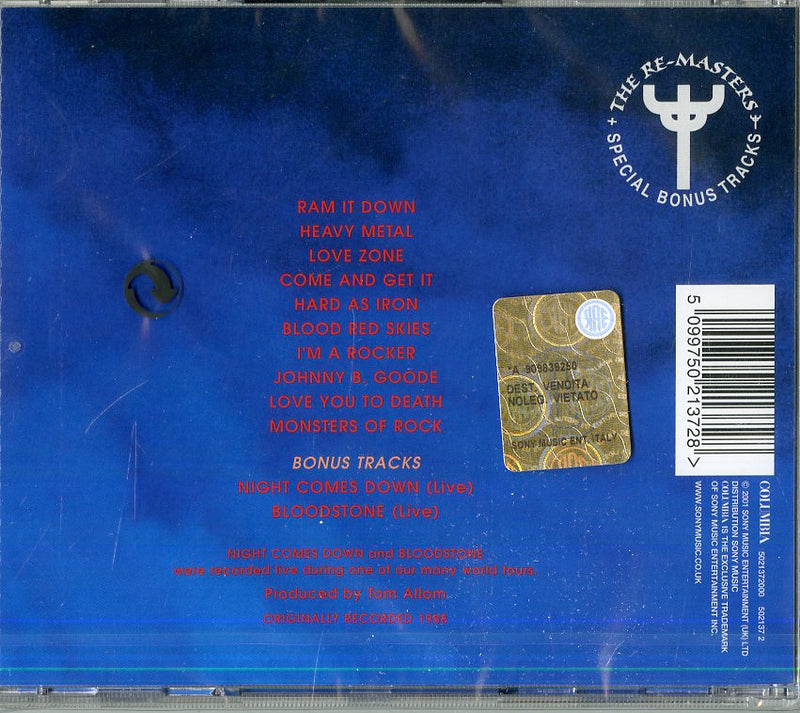 THE RE-MASTERS
+ SPECIAL BONUS TRACKS +
RAM IT DOWN
HEAVY METAL
LOVE ZONE
COME AND GET IT
HARD AS IRON
BLOOD RED SKIES
I'M A ROCKER
JOHNNY B. GOODE
LOVE YOU TO DEATH
MONSTERS OF ROCK
BONUS TRACKS
NIGHT COMES DOWN (Live)
BLOODSTONE (Live)
NIGHT COMES DOWN and BLOODSTONE
were recorded live during one of our many world tours.
Produced by Tom Allom
ORIGINALLY RECORDED 1988
*A 909839280
DEST. VENDITA
NOLEG. VIETATO
SONY MUSIC ENT. ITALY
5 099750 213728 >
COLUMBIA 5021372000 502137 2
© 2001 SONY MUSIC ENTERTAINMENT (UK) LTD
DISTRIBUTION SONY MUSIC
COLUMBIA IS THE EXCLUSIVE TRADEMARK
OF SONY MUSIC ENTERTAINMENT INC.
WWW.SONYMUSIC.CO.UK